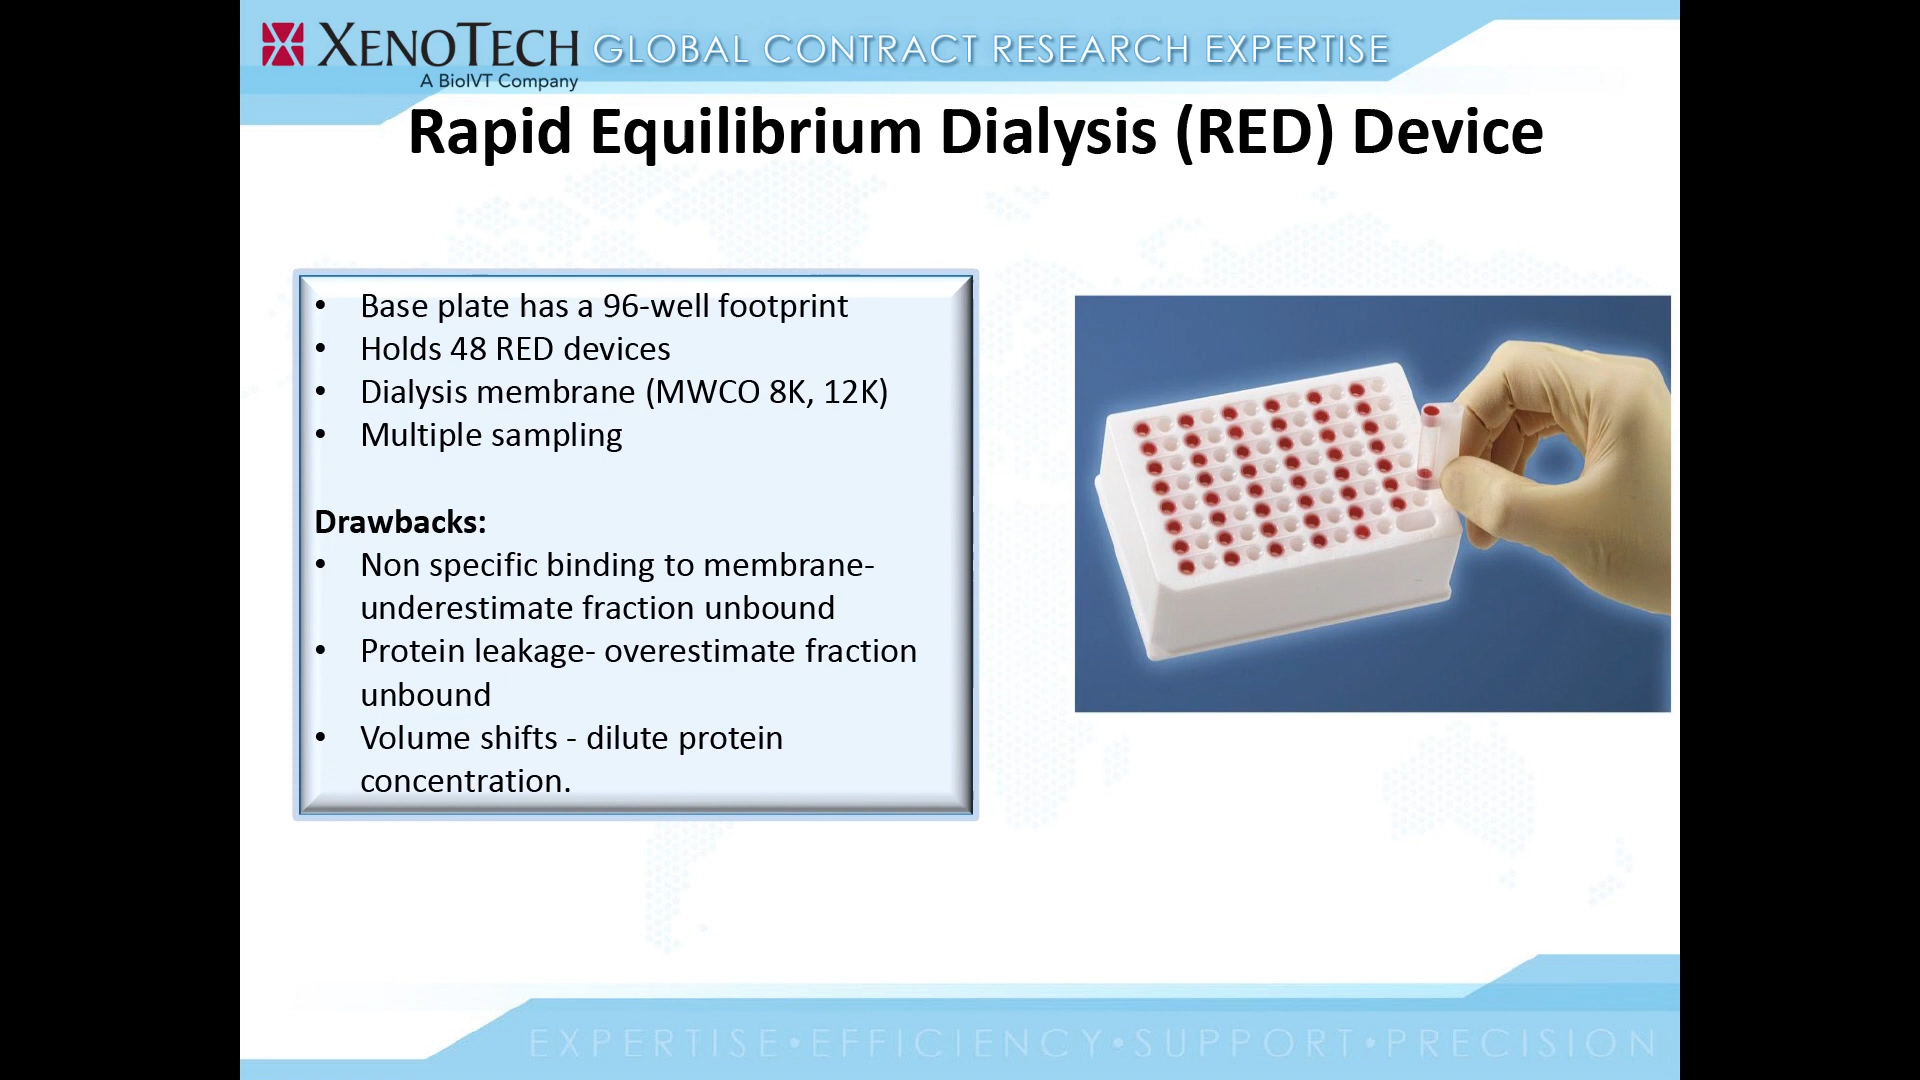 XENOTECH
A BioIVT Company
GLOBAL CONTRACT RESEARCH EXPERTISE
Rapid Equilibrium Dialysis (RED) Device
• Base plate has a 96-well footprint
• Holds 48 RED devices
• Dialysis membrane (MWCO 8K, 12K)
• Multiple sampling
Drawbacks:
• Non specific binding to membrane-
underestimate fraction unbound
• Protein leakage- overestimate fraction
unbound
• Volume shifts - dilute protein
concentration.
EXPERTISE•EFFICIENCY•SUPPORT•PRECISION